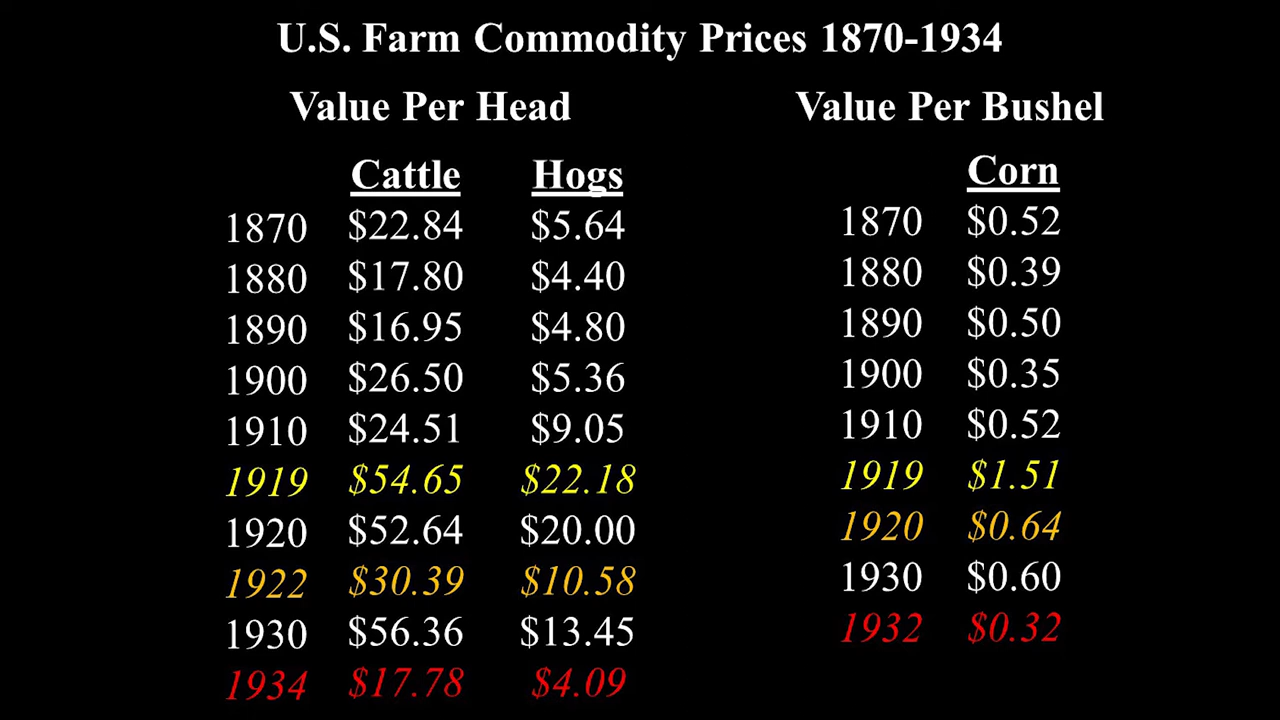 U.S. Farm Commodity Prices 1870-1934
Value Per Head
Cattle Hogs
1870 $22.84 $5.64
1880 $17.80 $4.40
1890 $16.95 $4.80
1900 $26.50 $5.36
1910 $24.51 $9.05
1919 $54.65 $22.18
1920 $52.64 $20.00
1922 $30.39 $10.58
1930 $56.36 $13.45
1934 $17.78 $4.09
Value Per Bushel
Corn
1870 $0.52
1880 $0.39
1890 $0.50
1900 $0.35
1910 $0.52
1919 $1.51
1920 $0.64
1930 $0.60
1932 $0.32